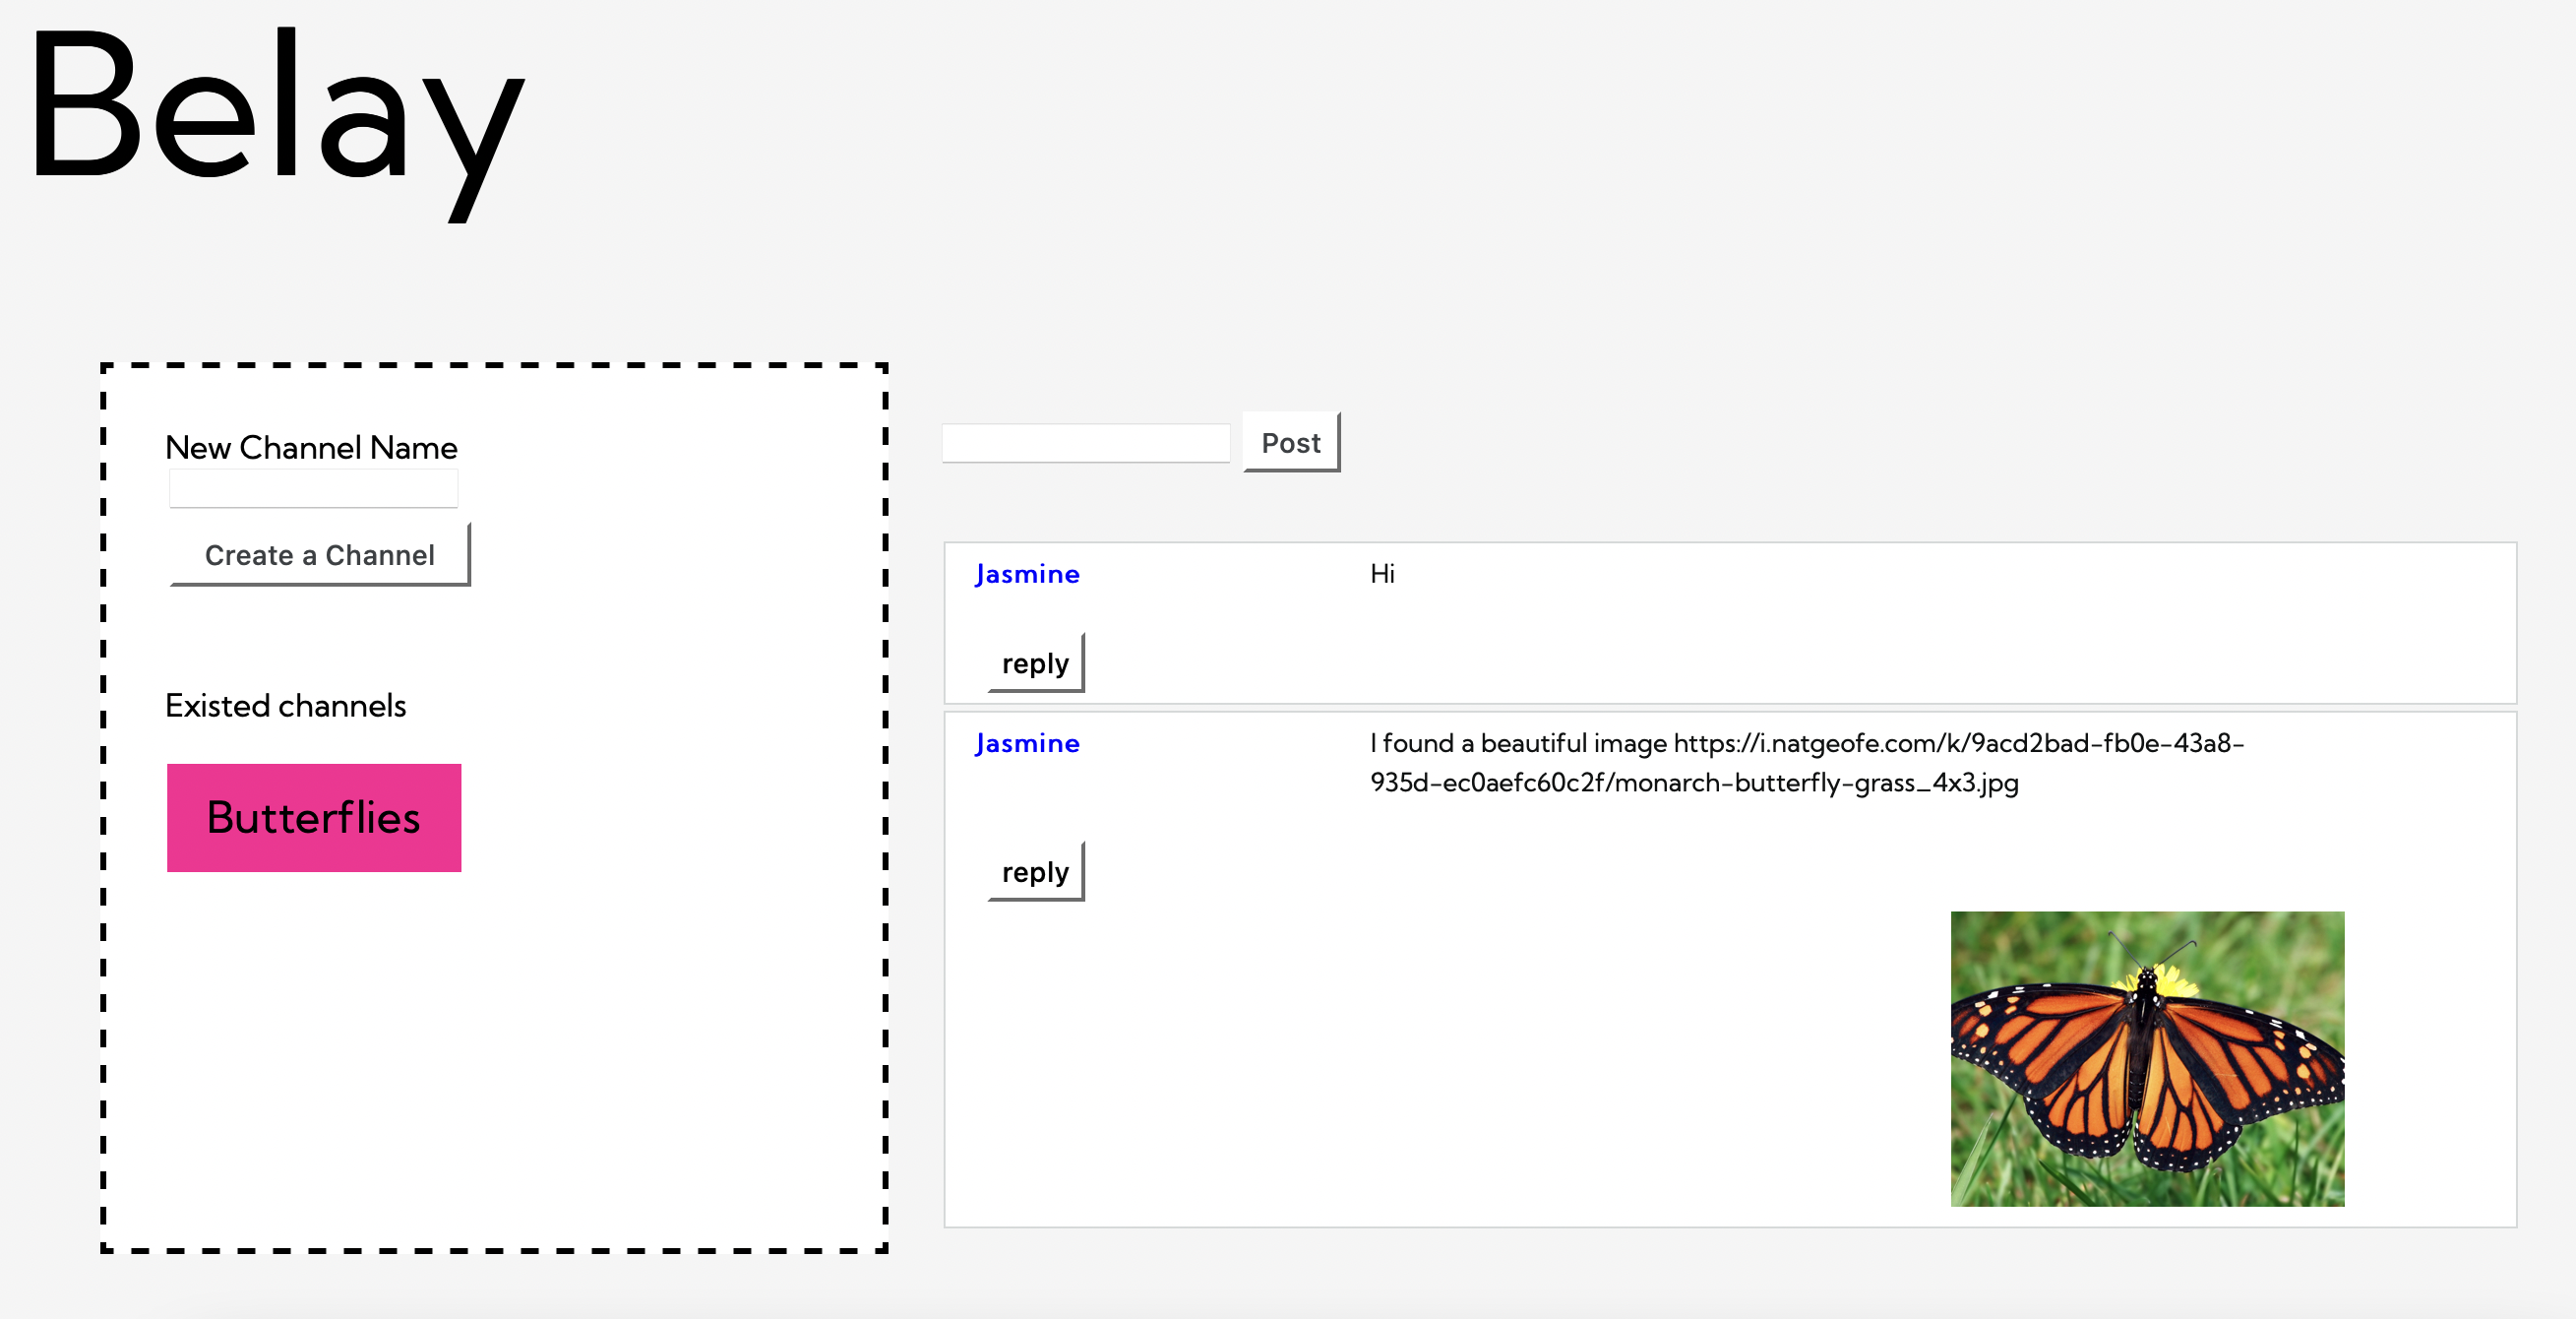 Belay
New Channel Name
Create a Channel
Existed channels
Butterflies
Post
Jasmine
Hi
reply
Jasmine
I found a beautiful image https://i.natgeofe.com/k/9acd2bad-fb0e-43a8-
935d-ec0aefc60c2f/monarch-butterfly-grass_4x3.jpg
reply